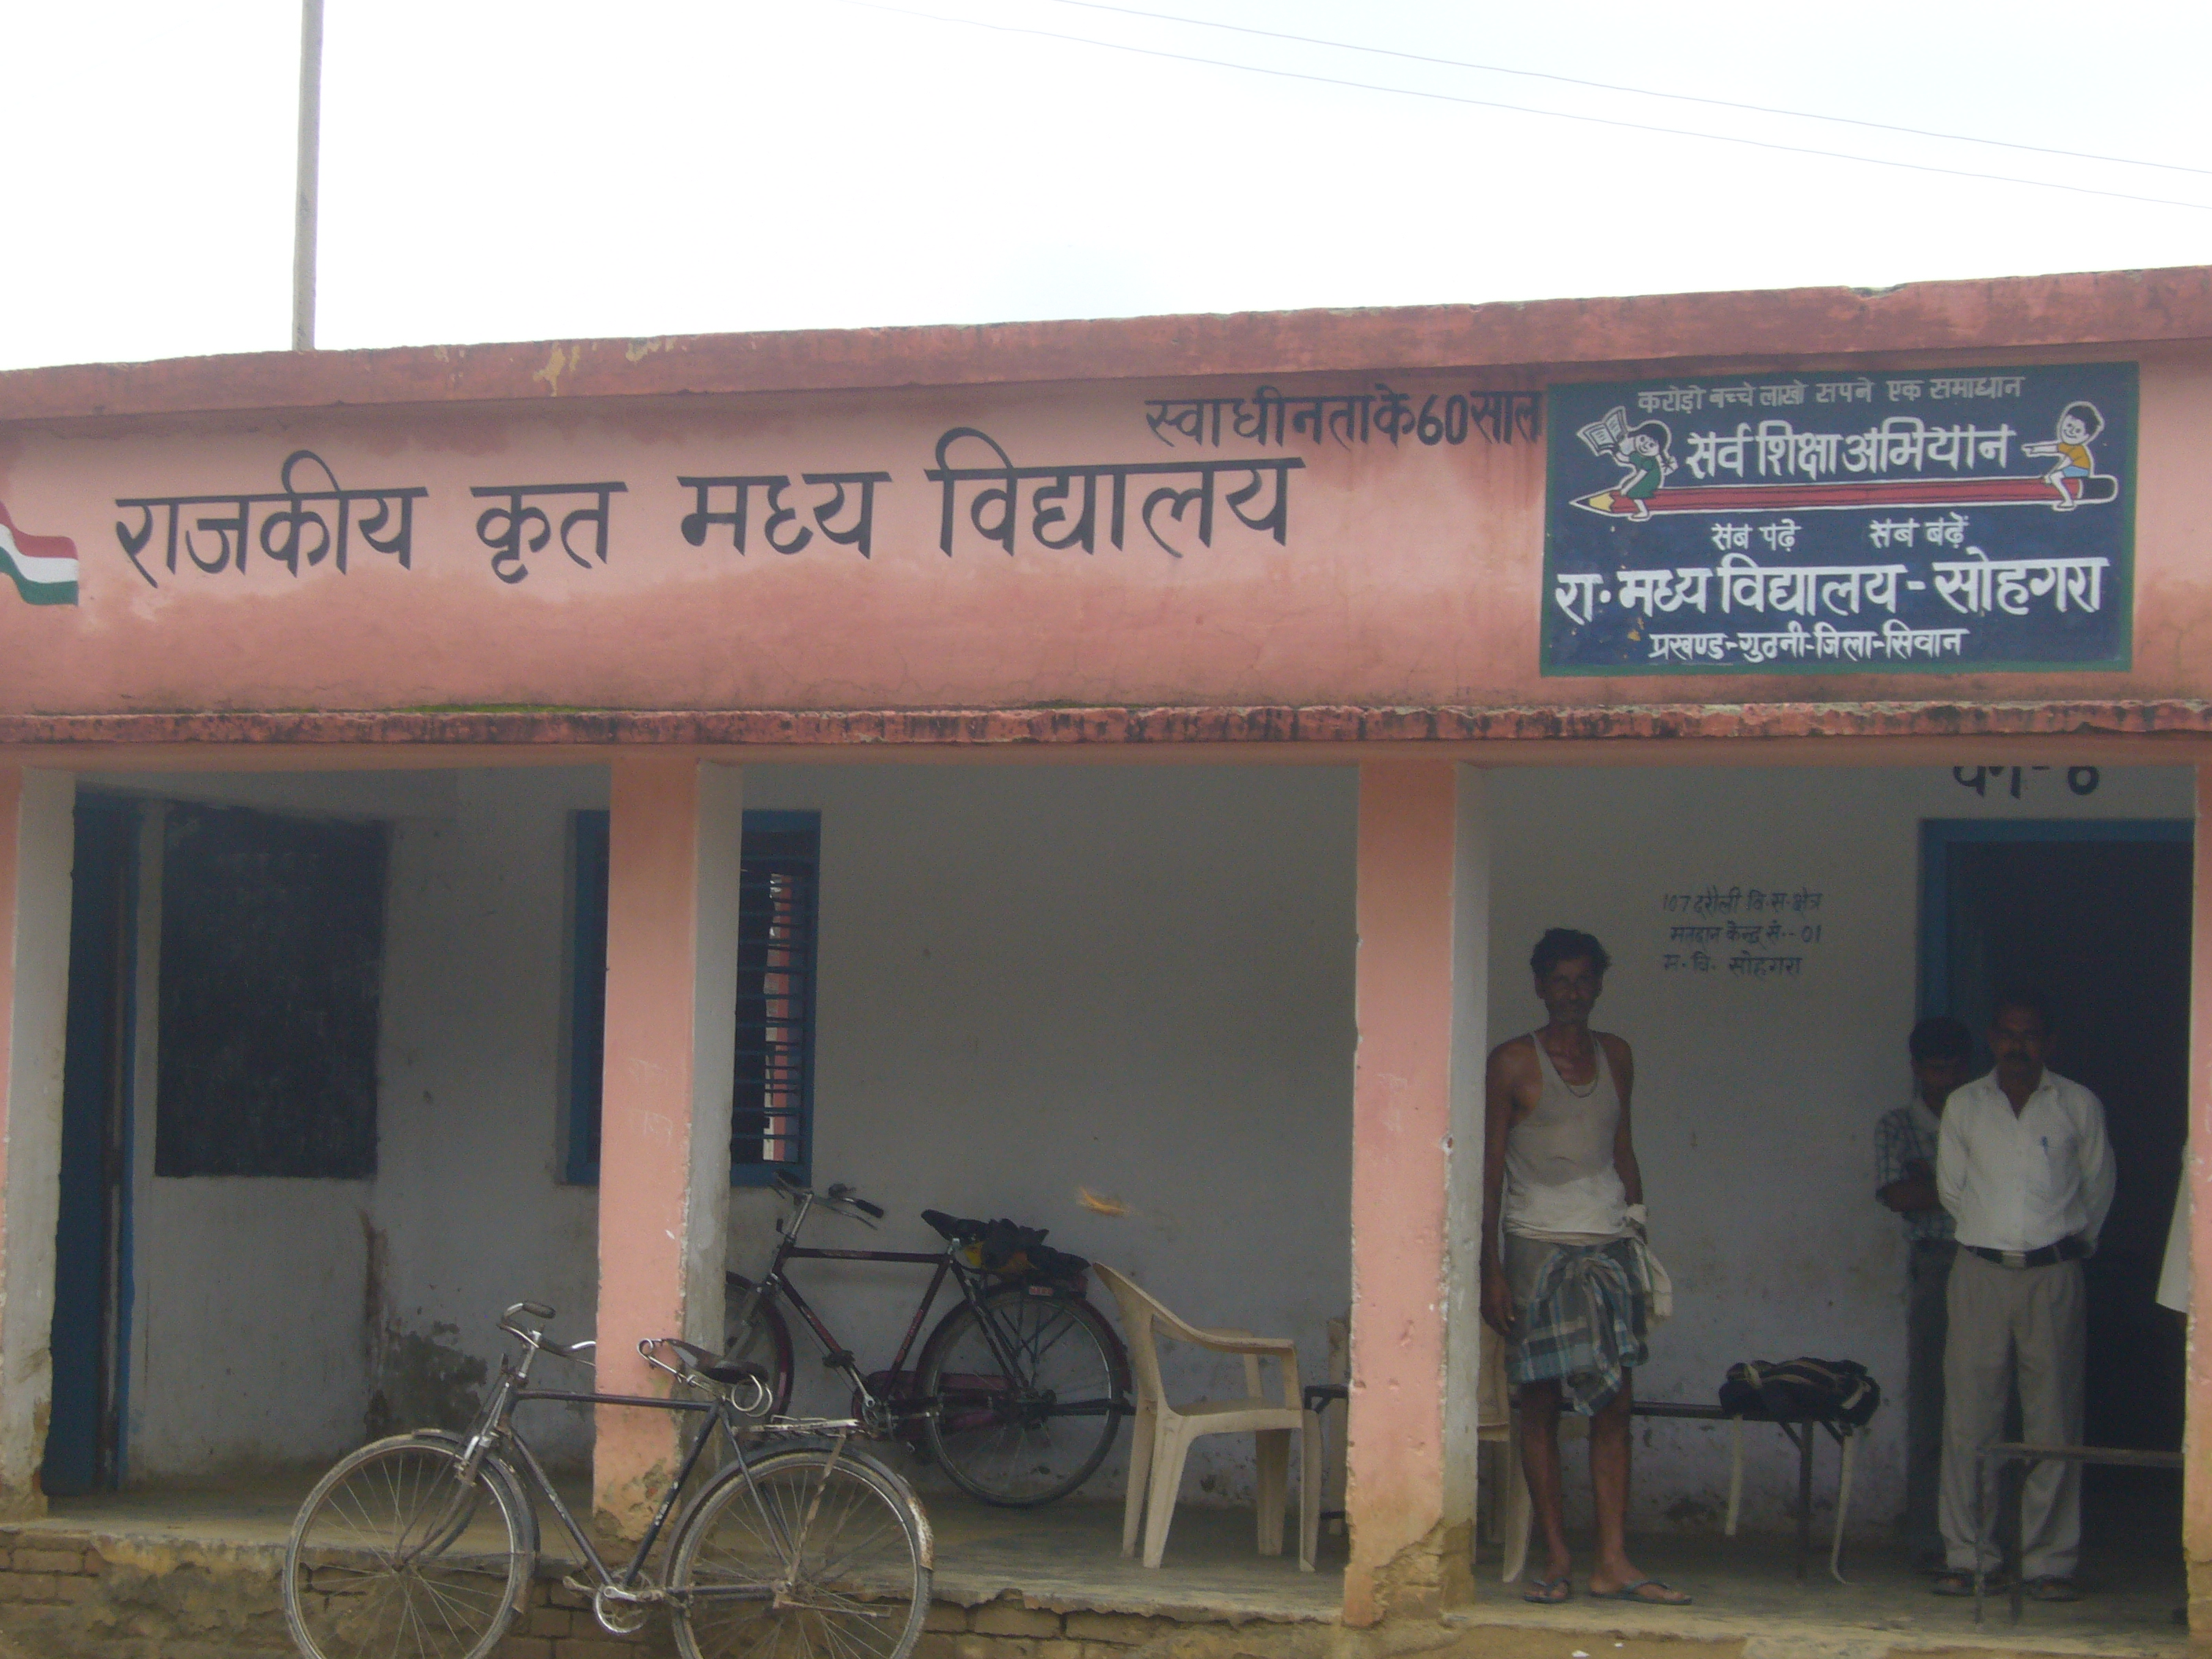 स्वाधीनता के 60 साल
राजकीय कृत मध्य विद्यालय
करोड़ो बच्चे लाखो सपने एक समाधान
सर्व शिक्षा अभियान
सब पढ़े सब बढ़ें
रा॰ मध्य विद्यालय - सोहगरा
प्रखण्ड-गुठनी-जिला-सिवान
107 दरौली वि॰स॰क्षेत्र
मतदान केन्द्र सं॰-01
म॰ वि॰ सोहगरा